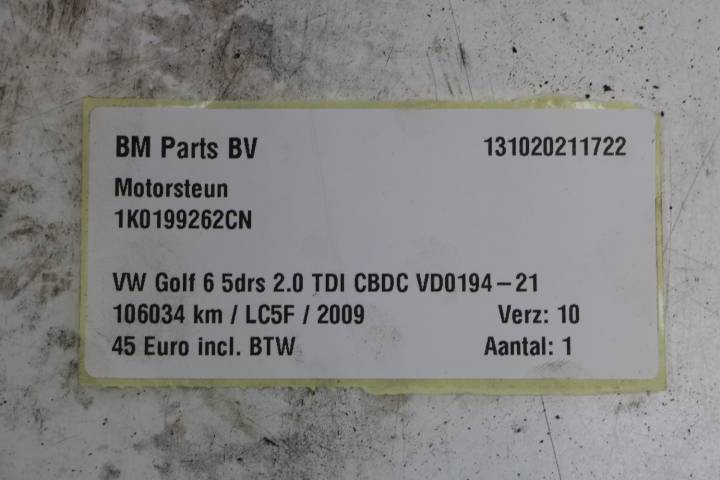 BM Parts BV 131020211722
Motorsteun
1K0199262CN
VW Golf 6 5drs 2.0 TDI CBDC VD0194-21
106034 km / LC5F / 2009 Verz: 10
45 Euro incl. BTW Aantal: 1